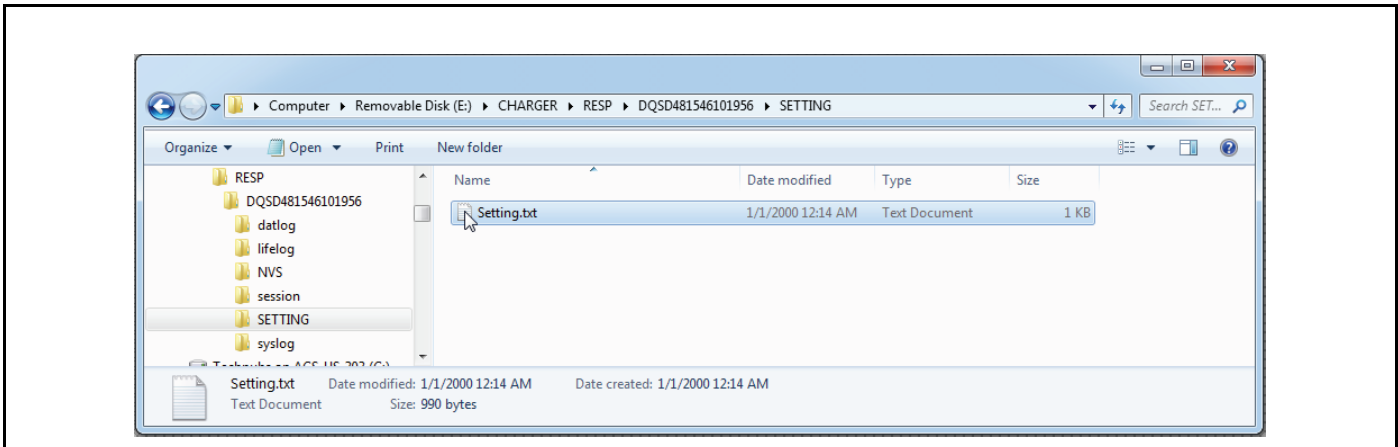 Computer ▸ Removable Disk (E:) ▸ CHARGER ▸ RESP ▸ DQSD481546101956 ▸ SETTING
Search SET...
Organize Open Print New folder
RESP
DQSD481546101956
datlog
lifelog
NVS
session
SETTING
syslog
Name Date modified Type Size
Setting.txt 1/1/2000 12:14 AM Text Document 1 KB
Setting.txt Date modified: 1/1/2000 12:14 AM Date created: 1/1/2000 12:14 AM
Text Document Size: 990 bytes